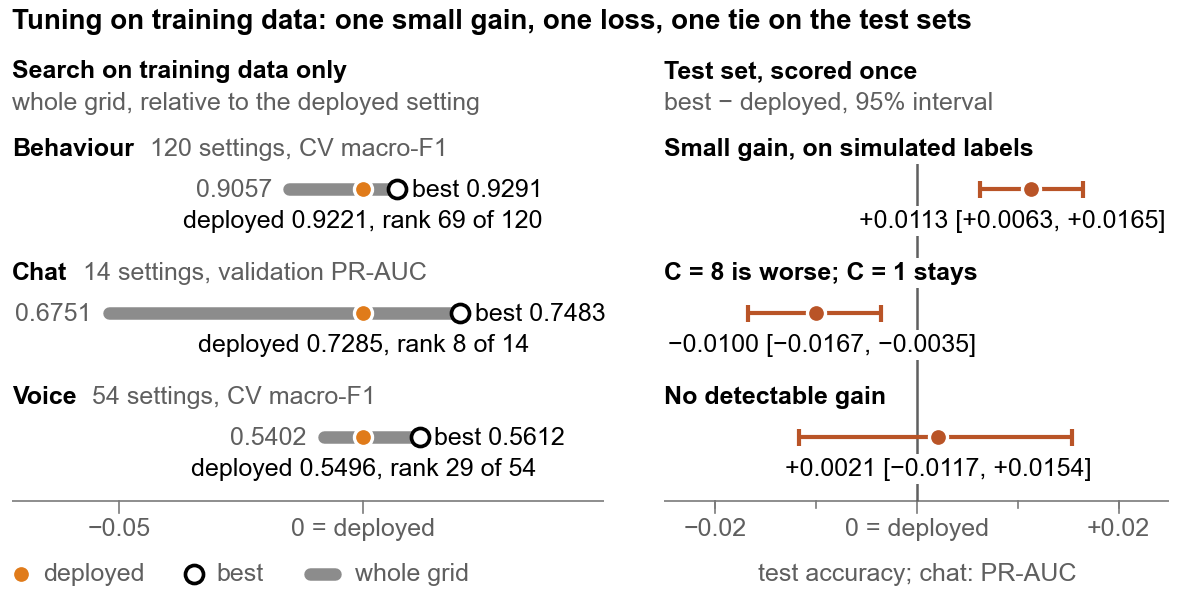 Tuning on training data: one small gain, one loss, one tie on the test sets
Search on training data only
whole grid, relative to the deployed setting
Behaviour 120 settings, CV macro-F1
0.9057 best 0.9291
deployed 0.9221, rank 69 of 120
Chat 14 settings, validation PR-AUC
0.6751 best 0.7483
deployed 0.7285, rank 8 of 14
Voice 54 settings, CV macro-F1
0.5402 best 0.5612
deployed 0.5496, rank 29 of 54
−0.05 0 = deployed
deployed best whole grid
Test set, scored once
best − deployed, 95% interval
Small gain, on simulated labels
+0.0113 [+0.0063, +0.0165]
C = 8 is worse; C = 1 stays
−0.0100 [−0.0167, −0.0035]
No detectable gain
+0.0021 [−0.0117, +0.0154]
−0.02 0 = deployed +0.02
test accuracy; chat: PR-AUC